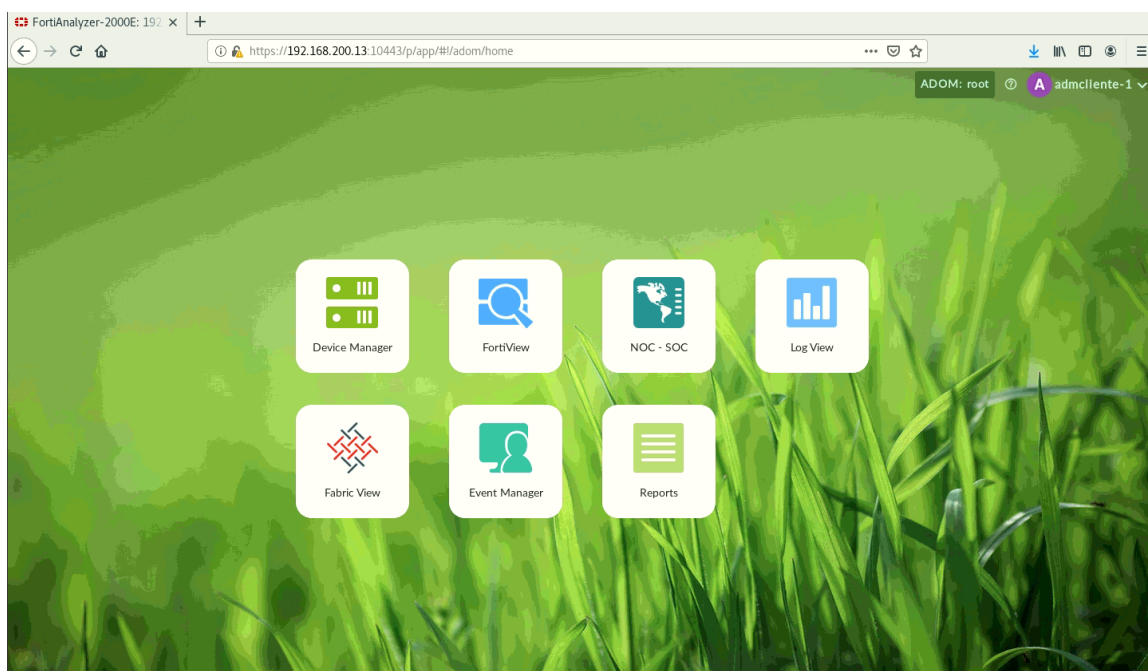 FortiAnalyzer-2000E: 192
https://192.168.200.13:10443/p/app/#!/adom/home
ADOM: root
A
admcliente-1
Device Manager
FortiView
NOC - SOC
Log View
Fabric View
Event Manager
Reports